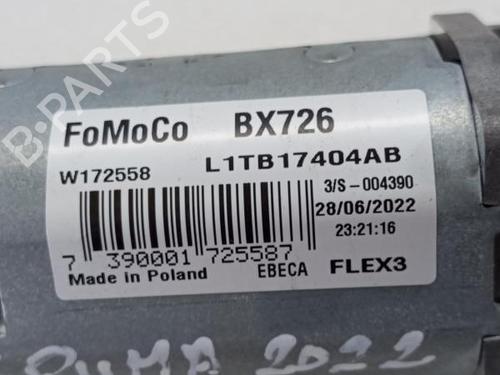 FoMoCo BX726
W172558 L1TB17404AB
3/S-004390
28/06/2022
23:21:16
7 390001 725587
Made in Poland EBECA FLEX3
PUMA 2022
B-PARTS